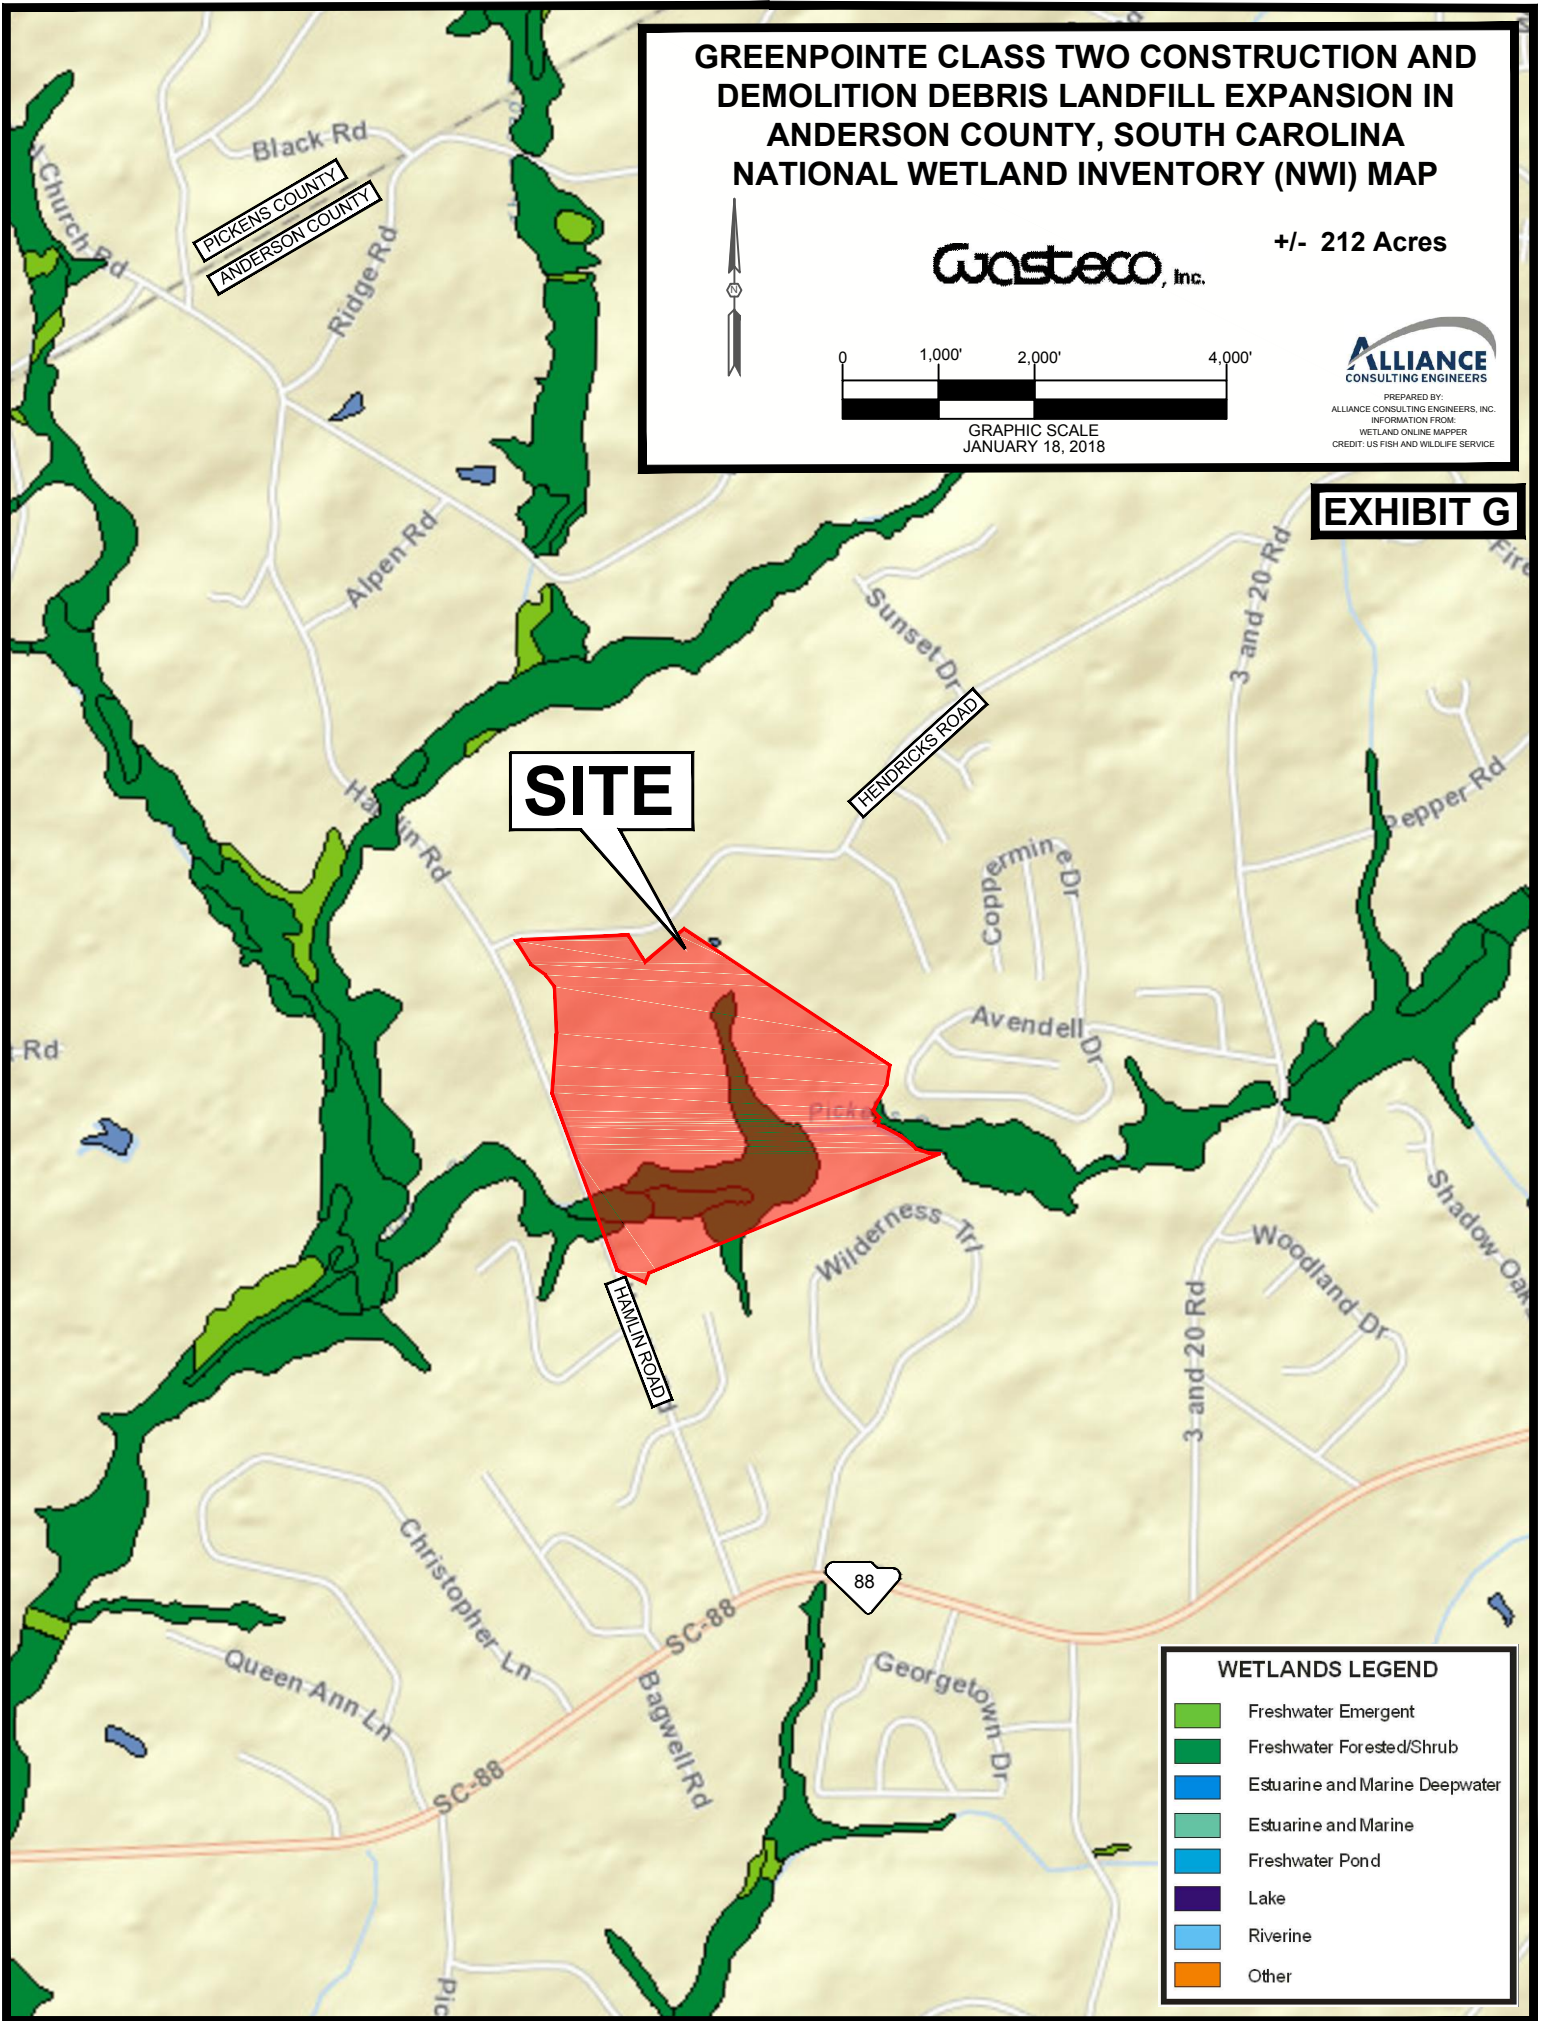 GREENPOINTE CLASS TWO CONSTRUCTION AND
DEMOLITION DEBRIS LANDFILL EXPANSION IN
ANDERSON COUNTY, SOUTH CAROLINA
NATIONAL WETLAND INVENTORY (NWI) MAP
N
Wasteco, Inc.
+/- 212 Acres
0 1,000' 2,000' 4,000'
GRAPHIC SCALE
JANUARY 18, 2018
ALLIANCE
CONSULTING ENGINEERS
PREPARED BY:
ALLIANCE CONSULTING ENGINEERS, INC.
INFORMATION FROM:
WETLAND ONLINE MAPPER
CREDIT: US FISH AND WILDLIFE SERVICE
EXHIBIT G
Black Rd
PICKENS COUNTY
ANDERSON COUNTY
Church Rd
Ridge Rd
Alpen Rd
Sunset Dr
3 and 20 Rd
Fire
HENDRICKS ROAD
SITE
Pepper Rd
Coppermine Dr
Avendell Dr
Rd
Wilderness Trl
Woodland Dr
Shadow Oak
HAMLIN ROAD
3 and 20 Rd
Christopher Ln
88
SC-88
Queen Ann Ln
Bagwell Rd
Georgetown Dr
SC-88
Pic
WETLANDS LEGEND
Freshwater Emergent
Freshwater Forested/Shrub
Estuarine and Marine Deepwater
Estuarine and Marine
Freshwater Pond
Lake
Riverine
Other